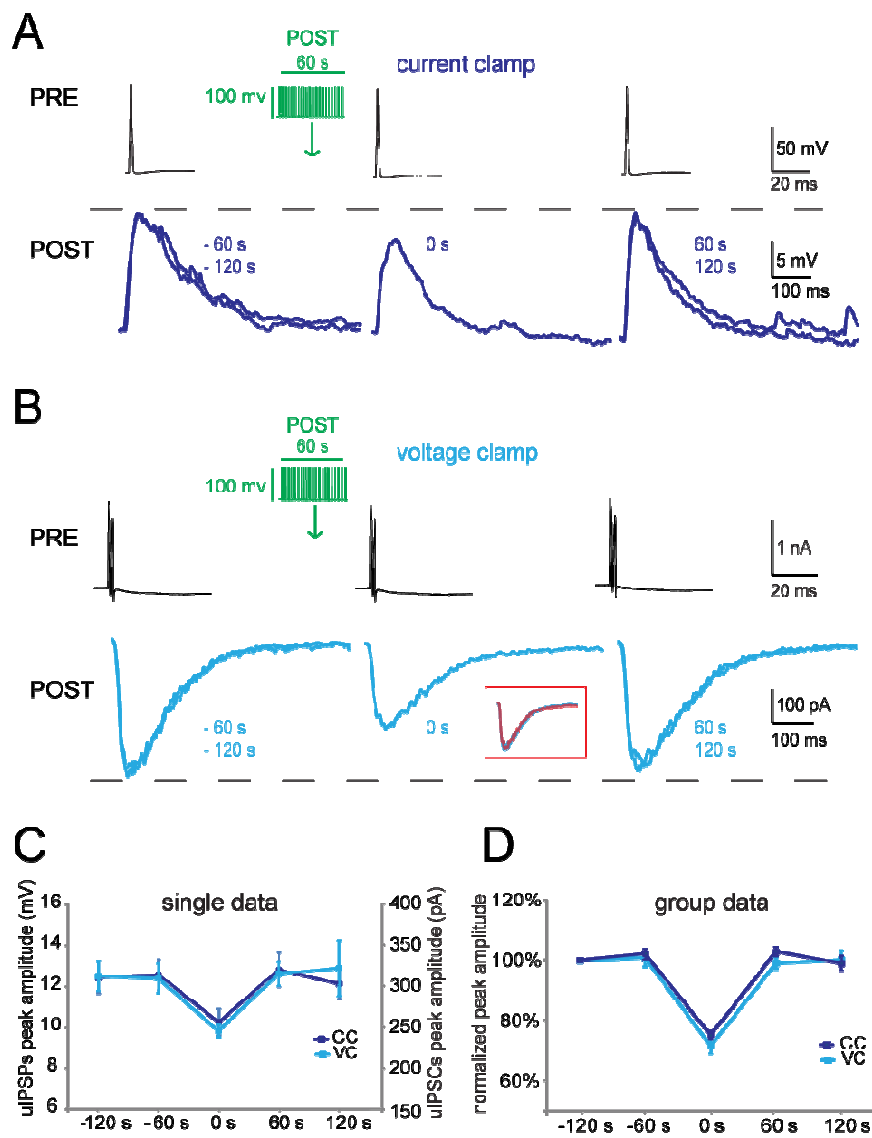 A
POST
60 s
current clamp
PRE
100 mv
50 mV
20 ms
POST
- 60 s
- 120 s
0 s
60 s
120 s
5 mV
100 ms
B
POST
60 s
voltage clamp
100 mv
PRE
1 nA
20 ms
POST
- 60 s
- 120 s
0 s
60 s
120 s
100 pA
100 ms
C
single data
uIPSPs peak amplitude (mV)
16
14
12
10
8
6
uIPSCs peak amplitude (pA)
400
350
300
250
200
150
CC
VC
-120 s
-60 s
0 s
60 s
120 s
D
group data
normalized peak amplitude
120%
100%
80%
60%
CC
VC
-120 s
-60 s
0 s
60 s
120 s